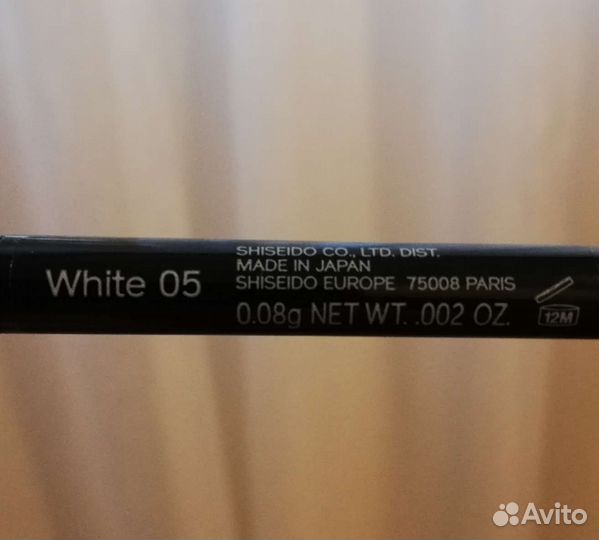 White 05
SHISEIDO CO., LTD. DIST.
MADE IN JAPAN
SHISEIDO EUROPE 75008 PARIS
0.08g NET WT. .002 OZ.
12M
Avito